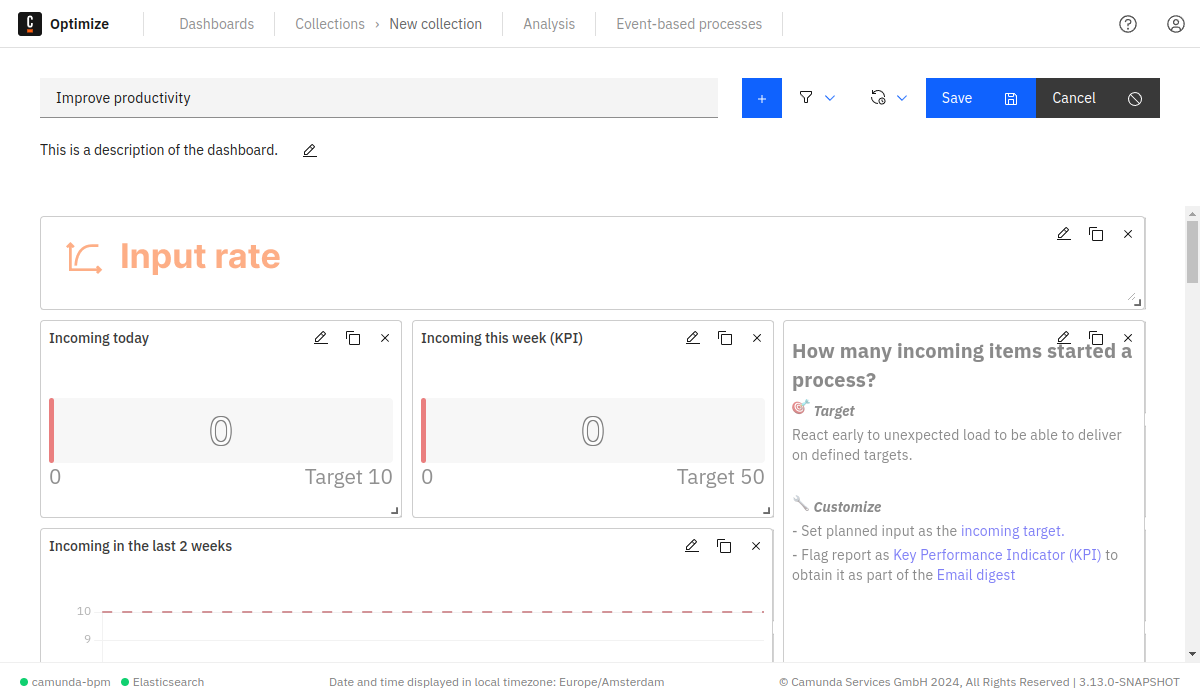 C Optimize
Dashboards
Collections › New collection
Analysis
Event-based processes
Improve productivity
+
Save
Cancel
This is a description of the dashboard.
Input rate
Incoming today
0
0 Target 10
Incoming this week (KPI)
0
0 Target 50
How many incoming items started a
process?
Target
React early to unexpected load to be able to deliver
on defined targets.
Customize
- Set planned input as the incoming target.
- Flag report as Key Performance Indicator (KPI) to
obtain it as part of the Email digest
Incoming in the last 2 weeks
10
9
camunda-bpm Elasticsearch
Date and time displayed in local timezone: Europe/Amsterdam
© Camunda Services GmbH 2024, All Rights Reserved | 3.13.0-SNAPSHOT